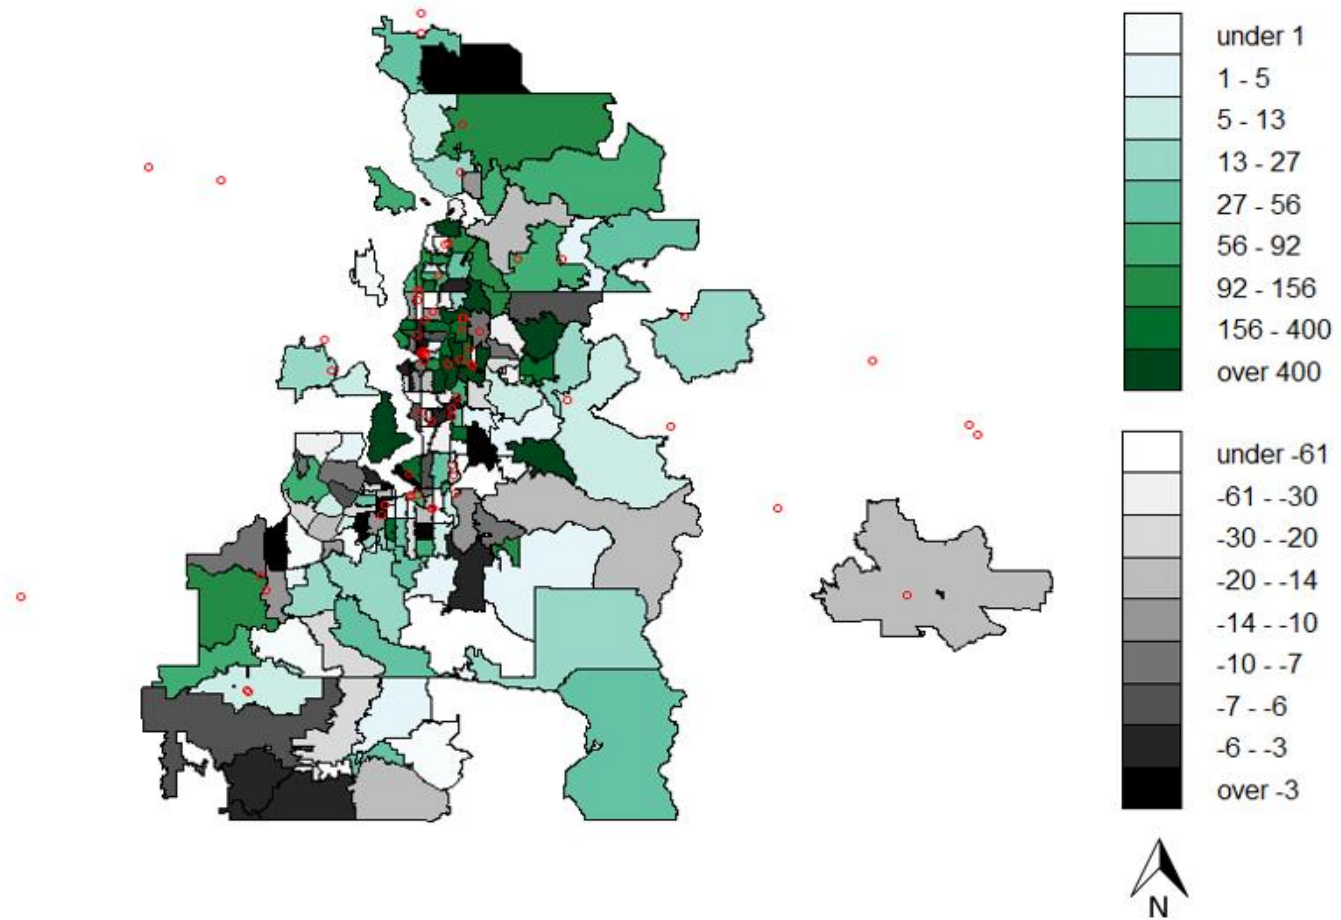 under 1
1 - 5
5 - 13
13 - 27
27 - 56
56 - 92
92 - 156
156 - 400
over 400
under -61
-61 - -30
-30 - -20
-20 - -14
-14 - -10
-10 - -7
-7 - -6
-6 - -3
over -3
N